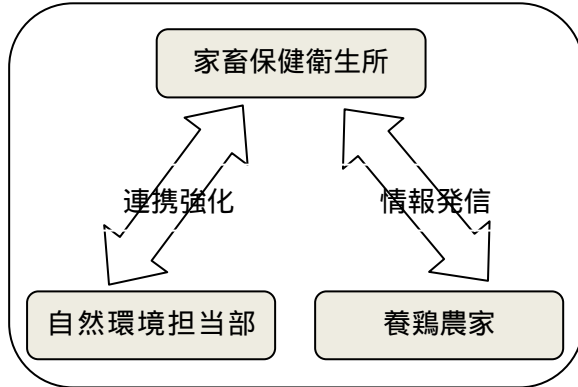 家畜保健衛生所
連携強化
情報発信
自然環境担当部
養鶏農家